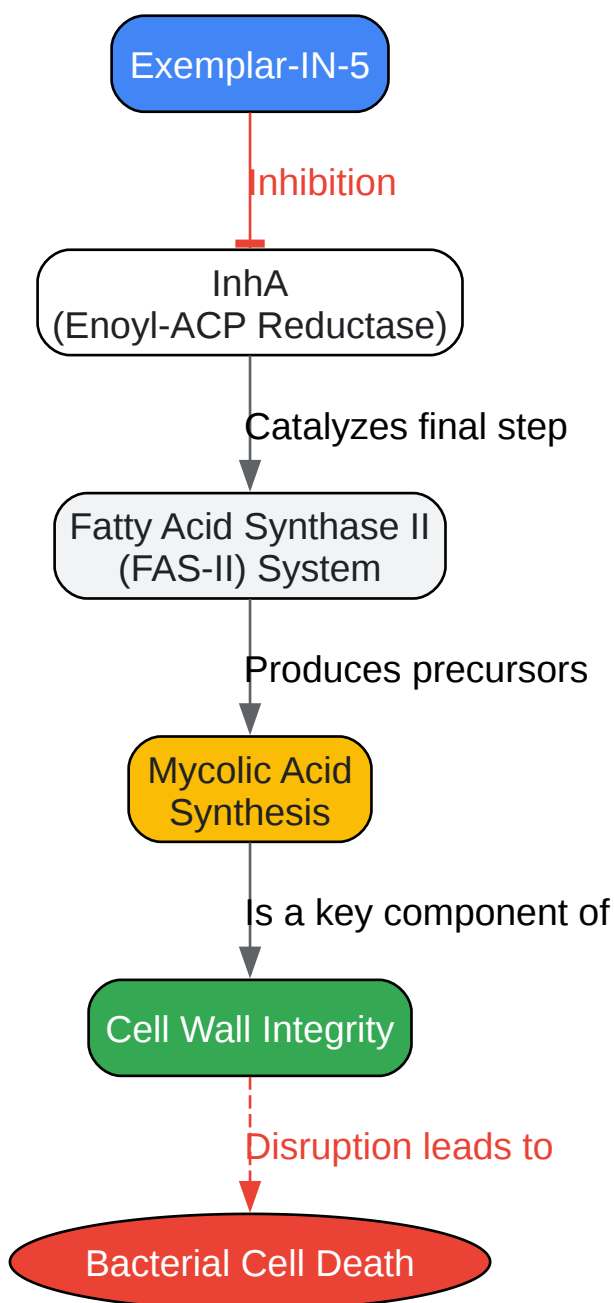 Exemplar-IN-5
Inhibition
InhA
(Enoyl-ACP Reductase)
Catalyzes final step
Fatty Acid Synthase II
(FAS-II) System
Produces precursors
Mycolic Acid
Synthesis
Is a key component of
Cell Wall Integrity
Disruption leads to
Bacterial Cell Death